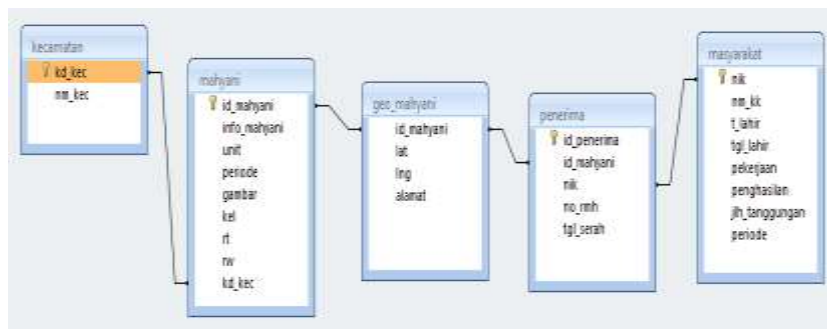 kecamatan
kd_kec
nm_kec
mahyani
id_mahyani
info_mahyani
unit
periode
gambar
kel
rt
rw
kd_kec
geo_mahyani
id_mahyani
lat
lng
alamat
penerima
id_penerima
id_mahyani
nik
no_rmh
tgl_serah
masyarakat
nik
nm_kk
t_lahir
tgl_lahir
pekerjaan
penghasilan
jlh_tanggungan
periode